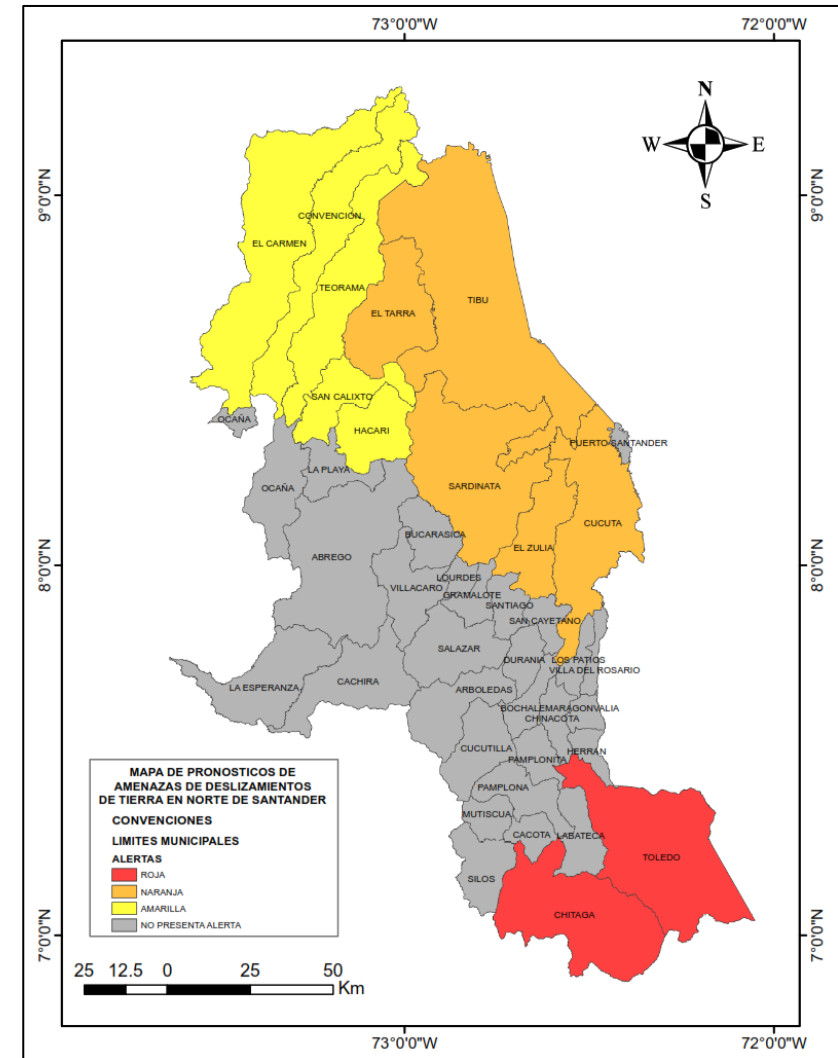 73°0'0"W 72°0'0"W
N
W E
S
9°0'0"N 9°0'0"N
CONVENCIÓN
EL CARMEN
TEORAMA
TIBU
EL TARRA
SAN CALIXTO
OCAÑA
HACARI
PUERTO SANTANDER
LA PLAYA
OCAÑA
SARDINATA
CUCUTA
BUCARASICA
EL ZULIA
ABREGO
8°0'0"N 8°0'0"N
LOURDES
VILLACARO
GRAMALOTE
SANTIAGO
SAN CAYETANO
SALAZAR
DURANIA
LOS PATIOS
VILLA DEL ROSARIO
CACHIRA
LA ESPERANZA
ARBOLEDAS
BOCHALEMA
RAGONVALIA
CHINACOTA
CUCUTILLA
HERRAN
PAMPLONITA
PAMPLONA
MUTISCUA
CACOTA
LABATECA
TOLEDO
SILOS
CHITAGA
7°0'0"N 7°0'0"N
MAPA DE PRONOSTICOS DE
AMENAZAS DE DESLIZAMIENTOS
DE TIERRA EN NORTE DE SANTANDER
CONVENCIONES
LIMITES MUNICIPALES
ALERTAS
ROJA
NARANJA
AMARILLA
NO PRESENTA ALERTA
25 12.5 0 25 50
Km
73°0'0"W 72°0'0"W